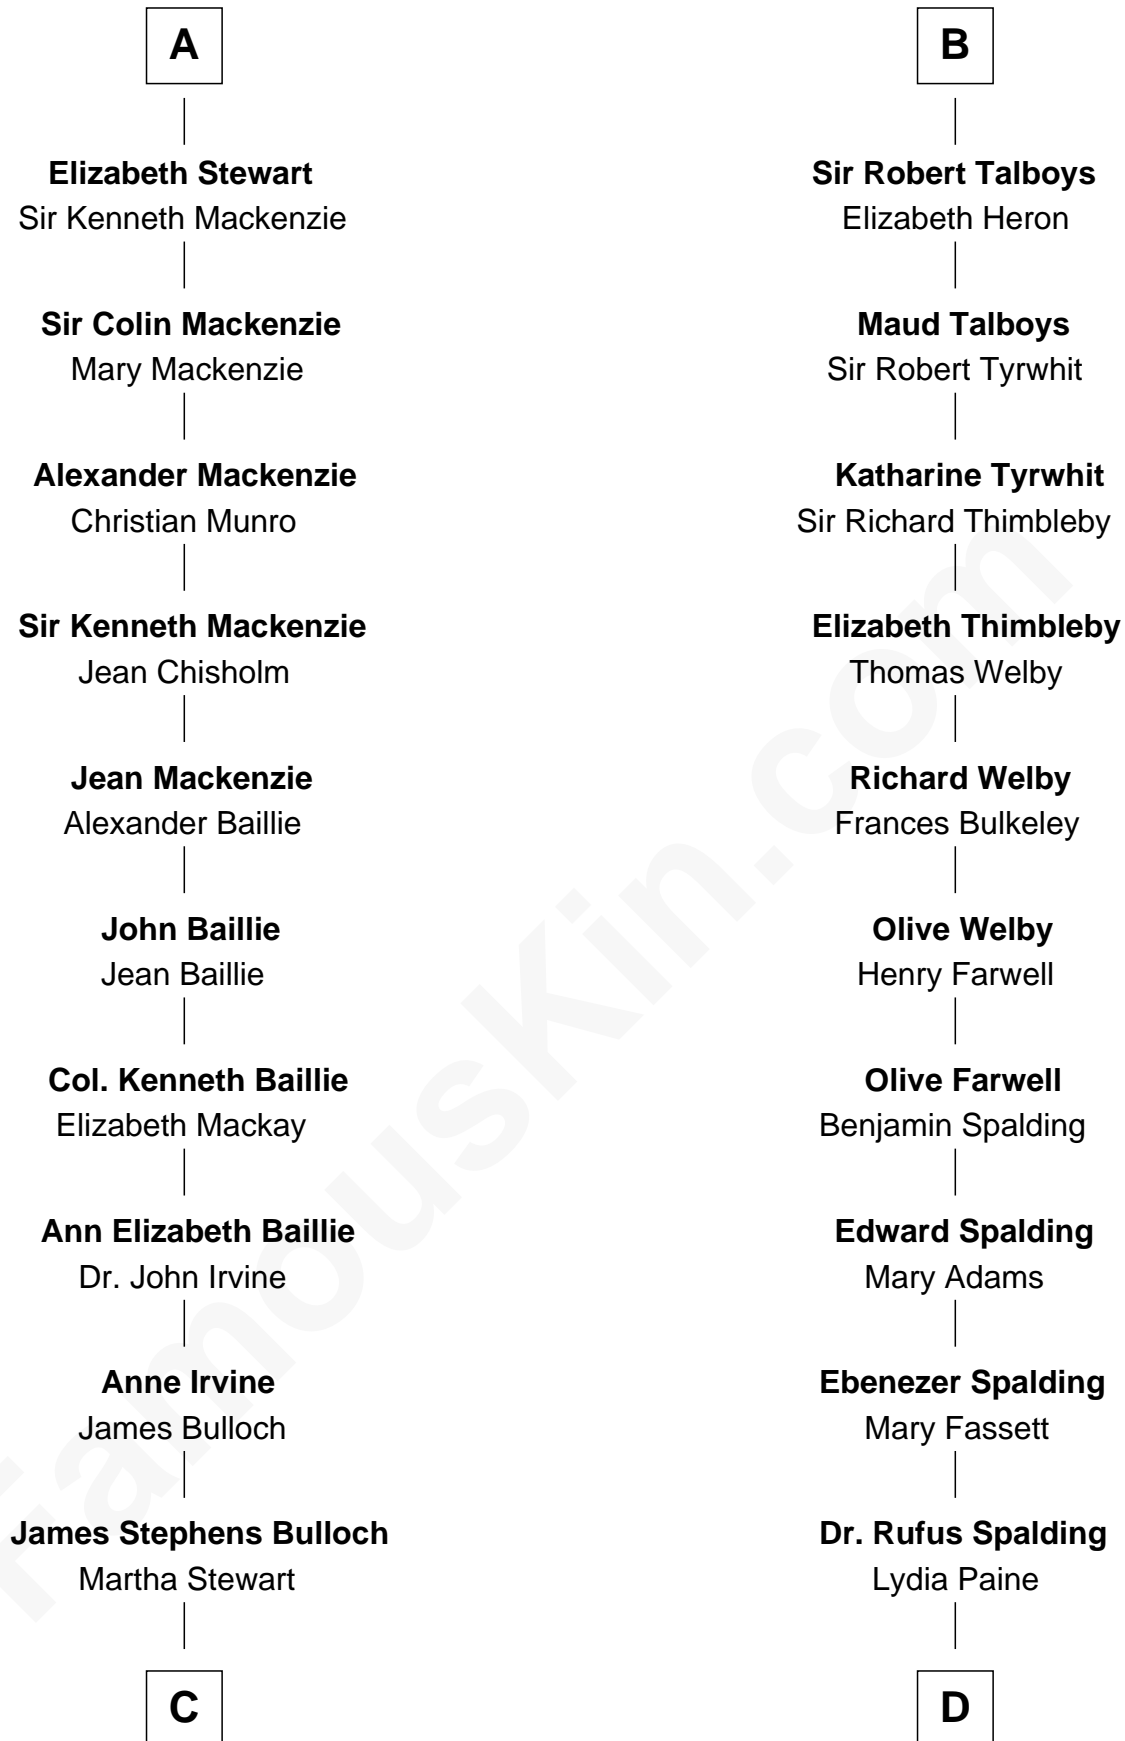 A
Elizabeth Stewart
Sir Kenneth Mackenzie
Sir Colin Mackenzie
Mary Mackenzie
Alexander Mackenzie
Christian Munro
Sir Kenneth Mackenzie
Jean Chisholm
Jean Mackenzie
Alexander Baillie
John Baillie
Jean Baillie
Col. Kenneth Baillie
Elizabeth Mackay
Ann Elizabeth Baillie
Dr. John Irvine
Anne Irvine
James Bulloch
James Stephens Bulloch
Martha Stewart
C
B
Sir Robert Talboys
Elizabeth Heron
Maud Talboys
Sir Robert Tyrwhit
Katharine Tyrwhit
Sir Richard Thimbleby
Elizabeth Thimbleby
Thomas Welby
Richard Welby
Frances Bulkeley
Olive Welby
Henry Farwell
Olive Farwell
Benjamin Spalding
Edward Spalding
Mary Adams
Ebenezer Spalding
Mary Fassett
Dr. Rufus Spalding
Lydia Paine
D
FamousKin.com